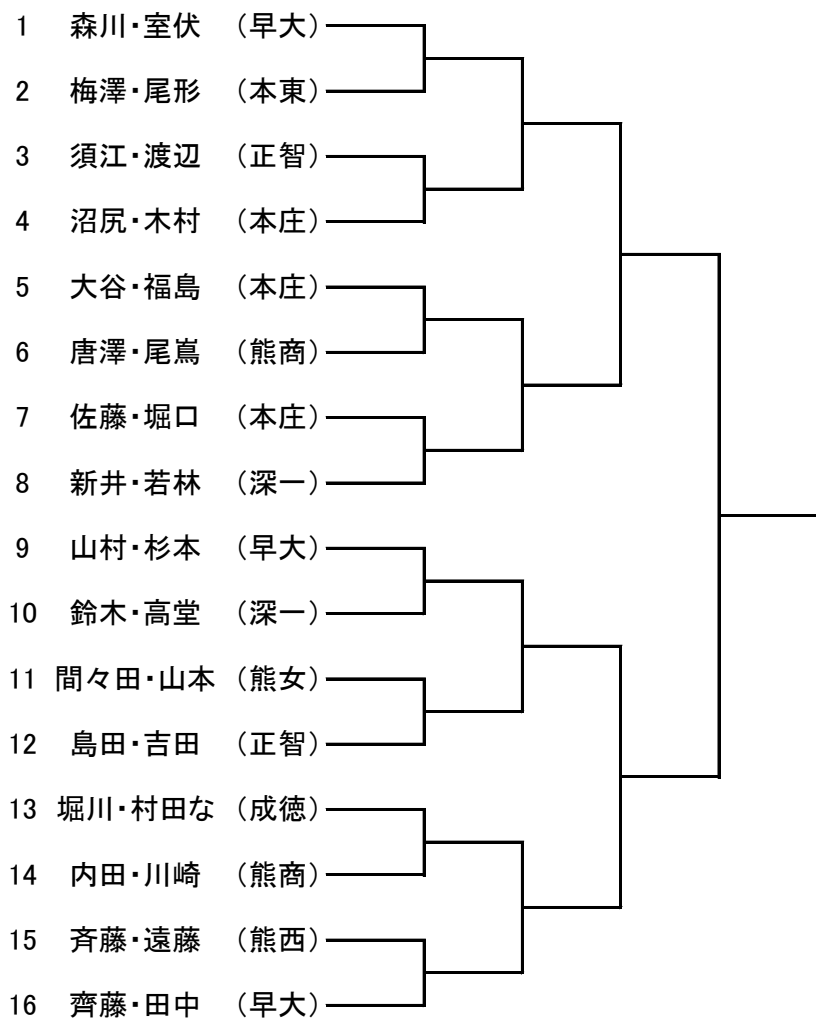 1 森川・室伏 （早大）
2 梅澤・尾形 （本東）
3 須江・渡辺 （正智）
4 沼尻・木村 （本庄）
5 大谷・福島 （本庄）
6 唐澤・尾嶌 （熊商）
7 佐藤・堀口 （本庄）
8 新井・若林 （深一）
9 山村・杉本 （早大）
10 鈴木・高堂 （深一）
11 間々田・山本 （熊女）
12 島田・吉田 （正智）
13 堀川・村田な （成徳）
14 内田・川崎 （熊商）
15 斉藤・遠藤 （熊西）
16 齊藤・田中 （早大）